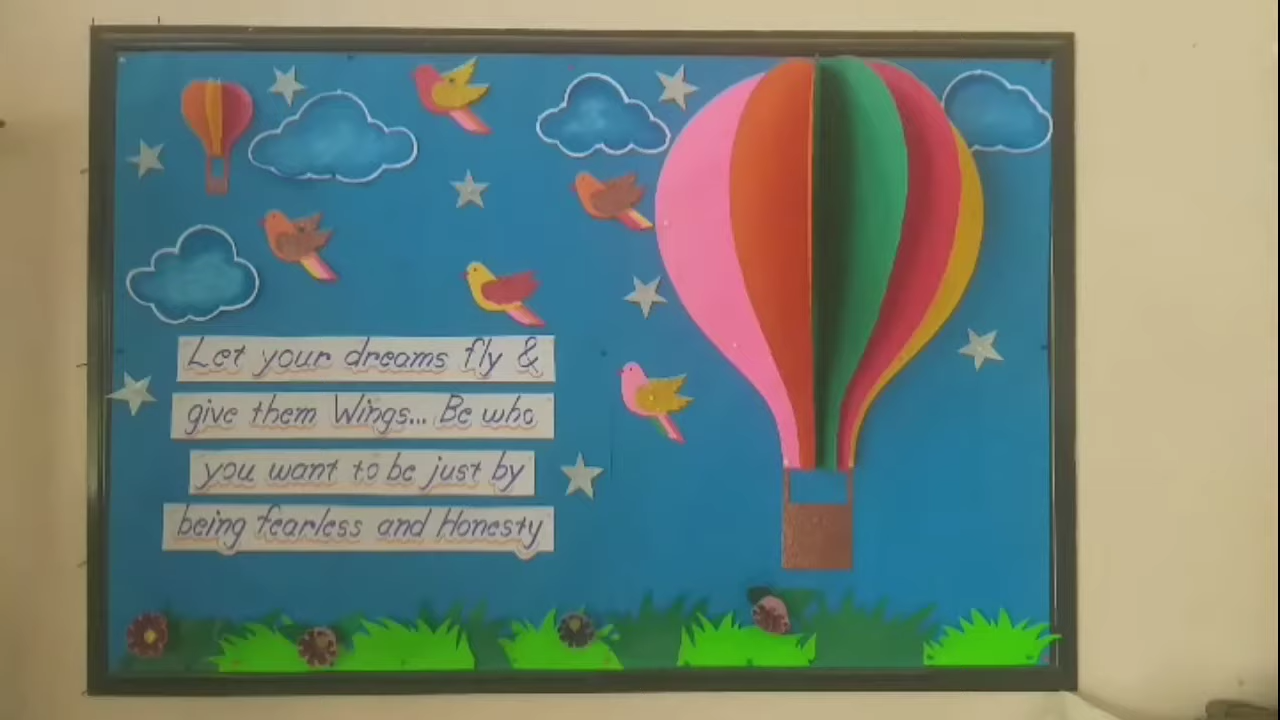 Let your dreams fly &
give them Wings... Be who
you want to be just by
being fearless and Honesty